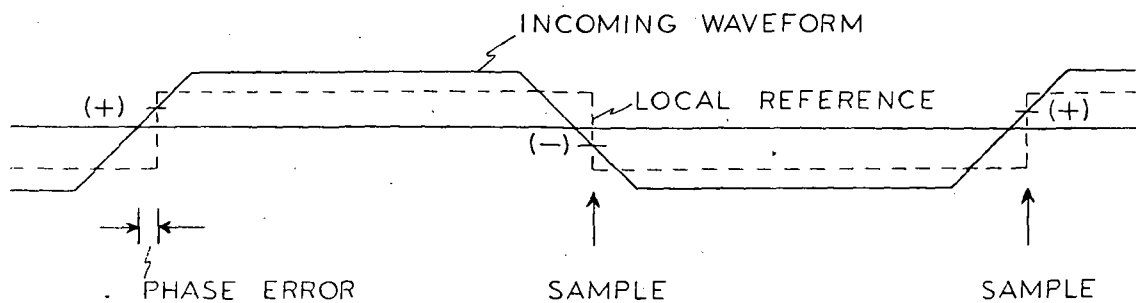 INCOMING WAVEFORM
(+)
LOCAL REFERENCE
(+)
(-)
PHASE ERROR
SAMPLE
SAMPLE